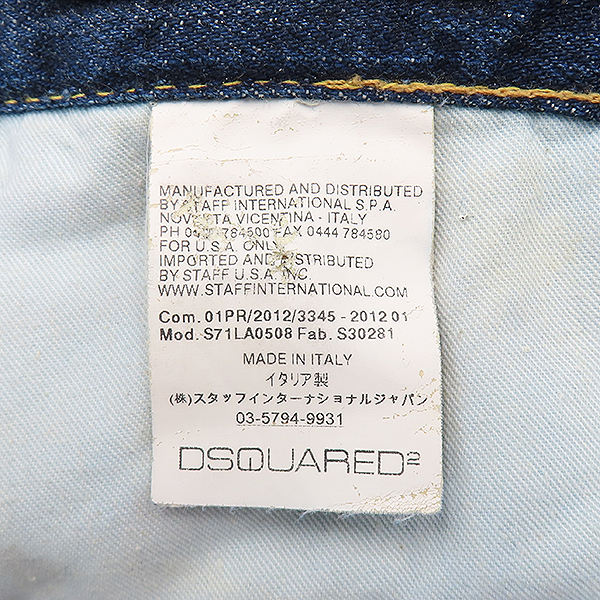 MANUFACTURED AND DISTRIBUTED
BY STAFF INTERNATIONAL S.P.A.
VICENTINA - ITALY
PH 784500 FAX 0444 784580
FOR U.S.A. ONLY
IMPORTED AND DISTRIBUTED
BY STAFF U.S.A. INC.
WWW.STAFFINTERNATIONAL.COM
Com. 01PR/2012/3345 - 2012 01
Mod. S71LA0508 Fab. S30281
MADE IN ITALY
イタリア製
(株)スタッフインターナショナルジャパン
03-5794-9931
DSQUARED2